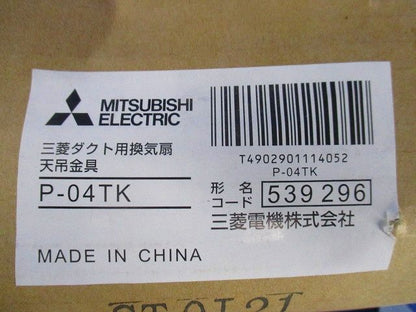 MITSUBISHI
ELECTRIC
三菱ダクト用換気扇
天吊金具
P-04TK
T4902901114052
P-04TK
形名
コード 539 296
三菱電機株式会社
MADE IN CHINA